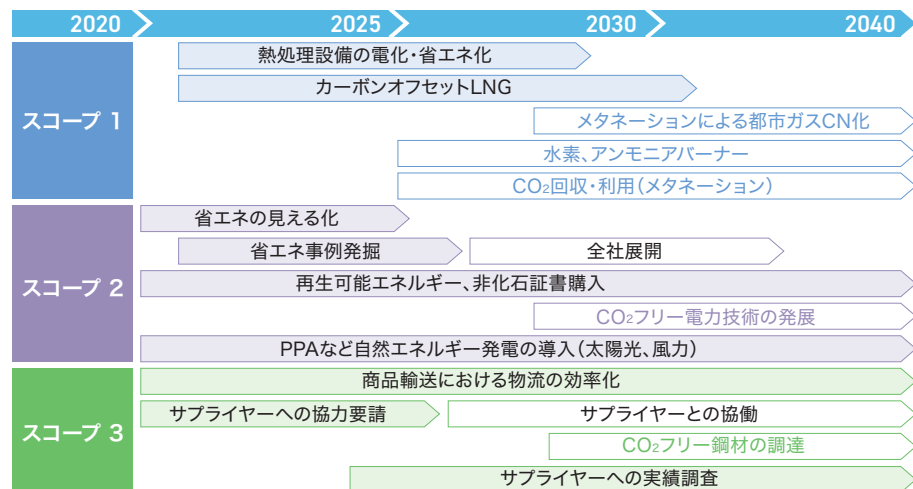 2020 2025 2030 2040
スコープ 1
熱処理設備の電化・省エネ化
カーボンオフセットLNG
メタネーションによる都市ガスCN化
水素、アンモニアバーナー
CO₂回収・利用(メタネーション)
スコープ 2
省エネの見える化
省エネ事例発掘 全社展開
再生可能エネルギー、非化石証書購入
CO₂フリー電力技術の発展
PPAなど自然エネルギー発電の導入(太陽光、風力)
スコープ 3
商品輸送における物流の効率化
サプライヤーへの協力要請 サプライヤーとの協働
CO₂フリー鋼材の調達
サプライヤーへの実績調査